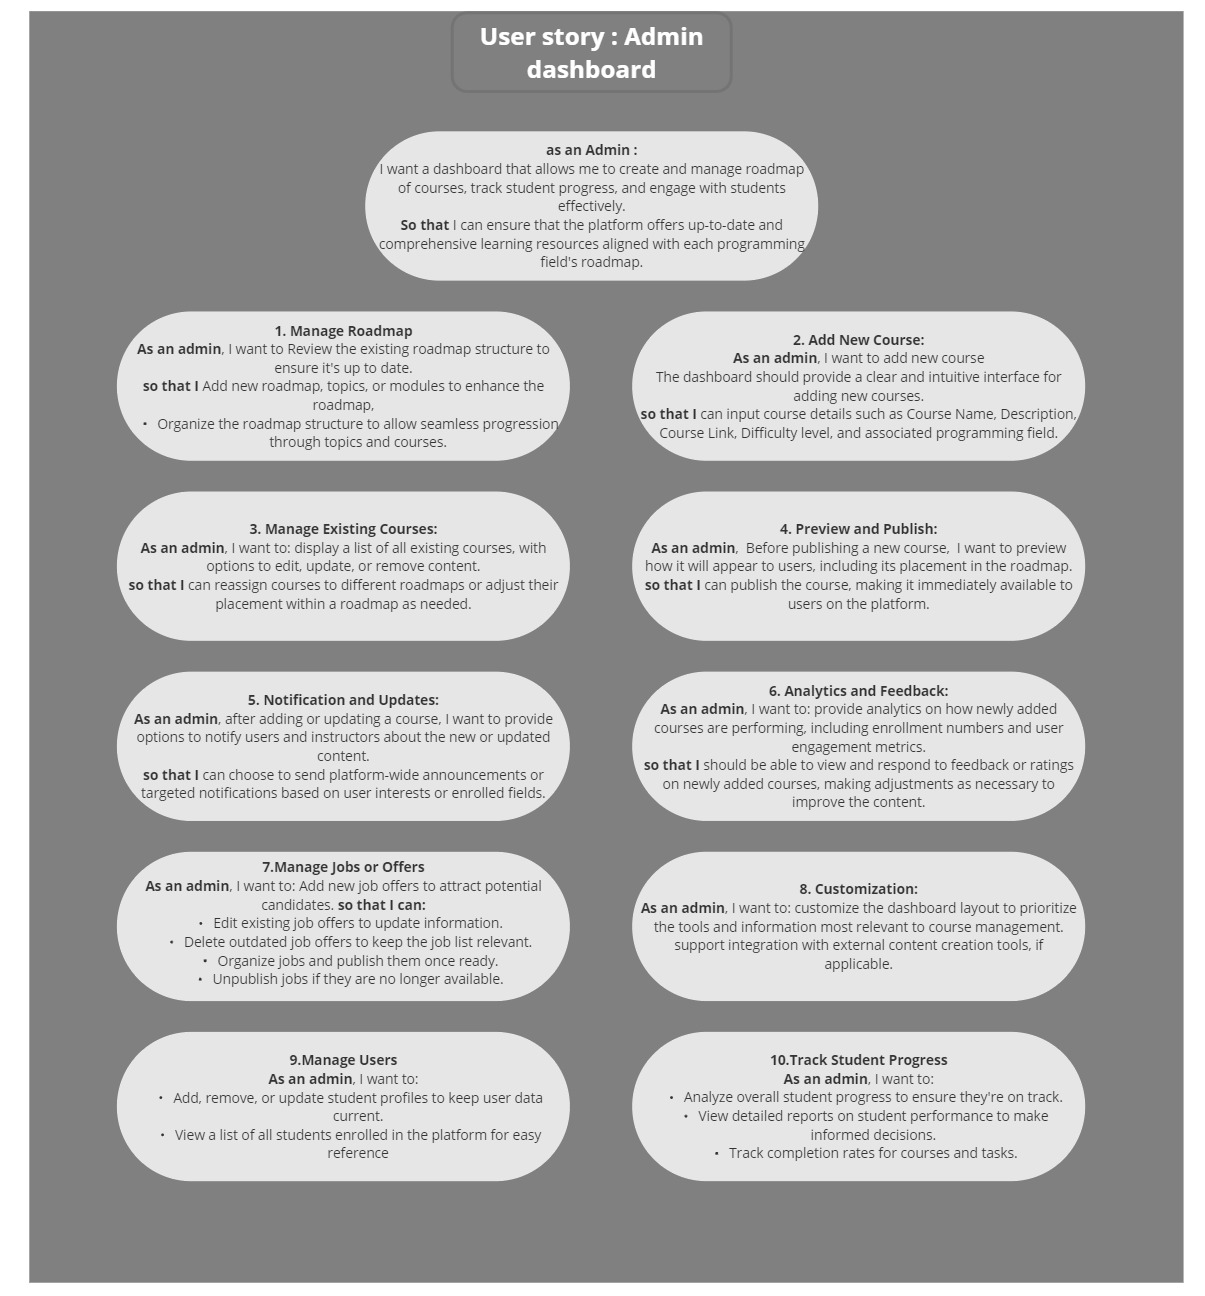 User story : Admin
dashboard
as an Admin :
I want a dashboard that allows me to create and manage roadmap
of courses, track student progress, and engage with students
effectively.
So that I can ensure that the platform offers up-to-date and
comprehensive learning resources aligned with each programming
field's roadmap.
1. Manage Roadmap
As an admin, I want to Review the existing roadmap structure to
ensure it's up to date.
so that I Add new roadmap, topics, or modules to enhance the
roadmap,
• Organize the roadmap structure to allow seamless progression
through topics and courses.
2. Add New Course:
As an admin, I want to add new course
The dashboard should provide a clear and intuitive interface for
adding new courses.
so that I can input course details such as Course Name, Description,
Course Link, Difficulty level, and associated programming field.
3. Manage Existing Courses:
As an admin, I want to: display a list of all existing courses, with
options to edit, update, or remove content.
so that I can reassign courses to different roadmaps or adjust their
placement within a roadmap as needed.
4. Preview and Publish:
As an admin, Before publishing a new course, I want to preview
how it will appear to users, including its placement in the roadmap.
so that I can publish the course, making it immediately available to
users on the platform.
5. Notification and Updates:
As an admin, after adding or updating a course, I want to provide
options to notify users and instructors about the new or updated
content.
so that I can choose to send platform-wide announcements or
targeted notifications based on user interests or enrolled fields.
6. Analytics and Feedback:
As an admin, I want to: provide analytics on how newly added
courses are performing, including enrollment numbers and user
engagement metrics.
so that I should be able to view and respond to feedback or ratings
on newly added courses, making adjustments as necessary to
improve the content.
7.Manage Jobs or Offers
As an admin, I want to: Add new job offers to attract potential
candidates. so that I can:
• Edit existing job offers to update information.
• Delete outdated job offers to keep the job list relevant.
• Organize jobs and publish them once ready.
• Unpublish jobs if they are no longer available.
8. Customization:
As an admin, I want to: customize the dashboard layout to prioritize
the tools and information most relevant to course management.
support integration with external content creation tools, if
applicable.
9.Manage Users
As an admin, I want to:
• Add, remove, or update student profiles to keep user data
current.
• View a list of all students enrolled in the platform for easy
reference
10.Track Student Progress
As an admin, I want to:
• Analyze overall student progress to ensure they're on track.
• View detailed reports on student performance to make
informed decisions.
• Track completion rates for courses and tasks.